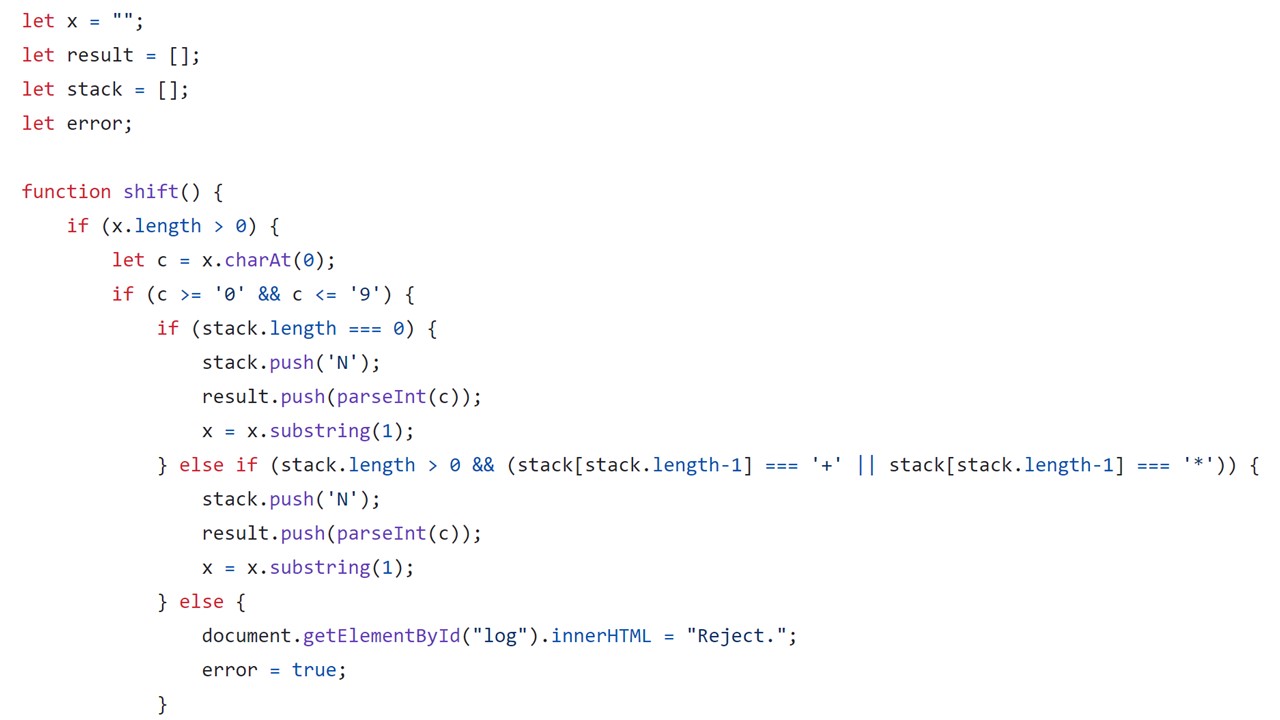 let x = "";
let result = [];
let stack = [];
let error;

function shift() {
    if (x.length > 0) {
        let c = x.charAt(0);
        if (c >= '0' && c <= '9') {
            if (stack.length === 0) {
                stack.push('N');
                result.push(parseInt(c));
                x = x.substring(1);
            } else if (stack.length > 0 && (stack[stack.length-1] === '+' || stack[stack.length-1] === '*')) {
                stack.push('N');
                result.push(parseInt(c));
                x = x.substring(1);
            } else {
                document.getElementById("log").innerHTML = "Reject.";
                error = true;
            }